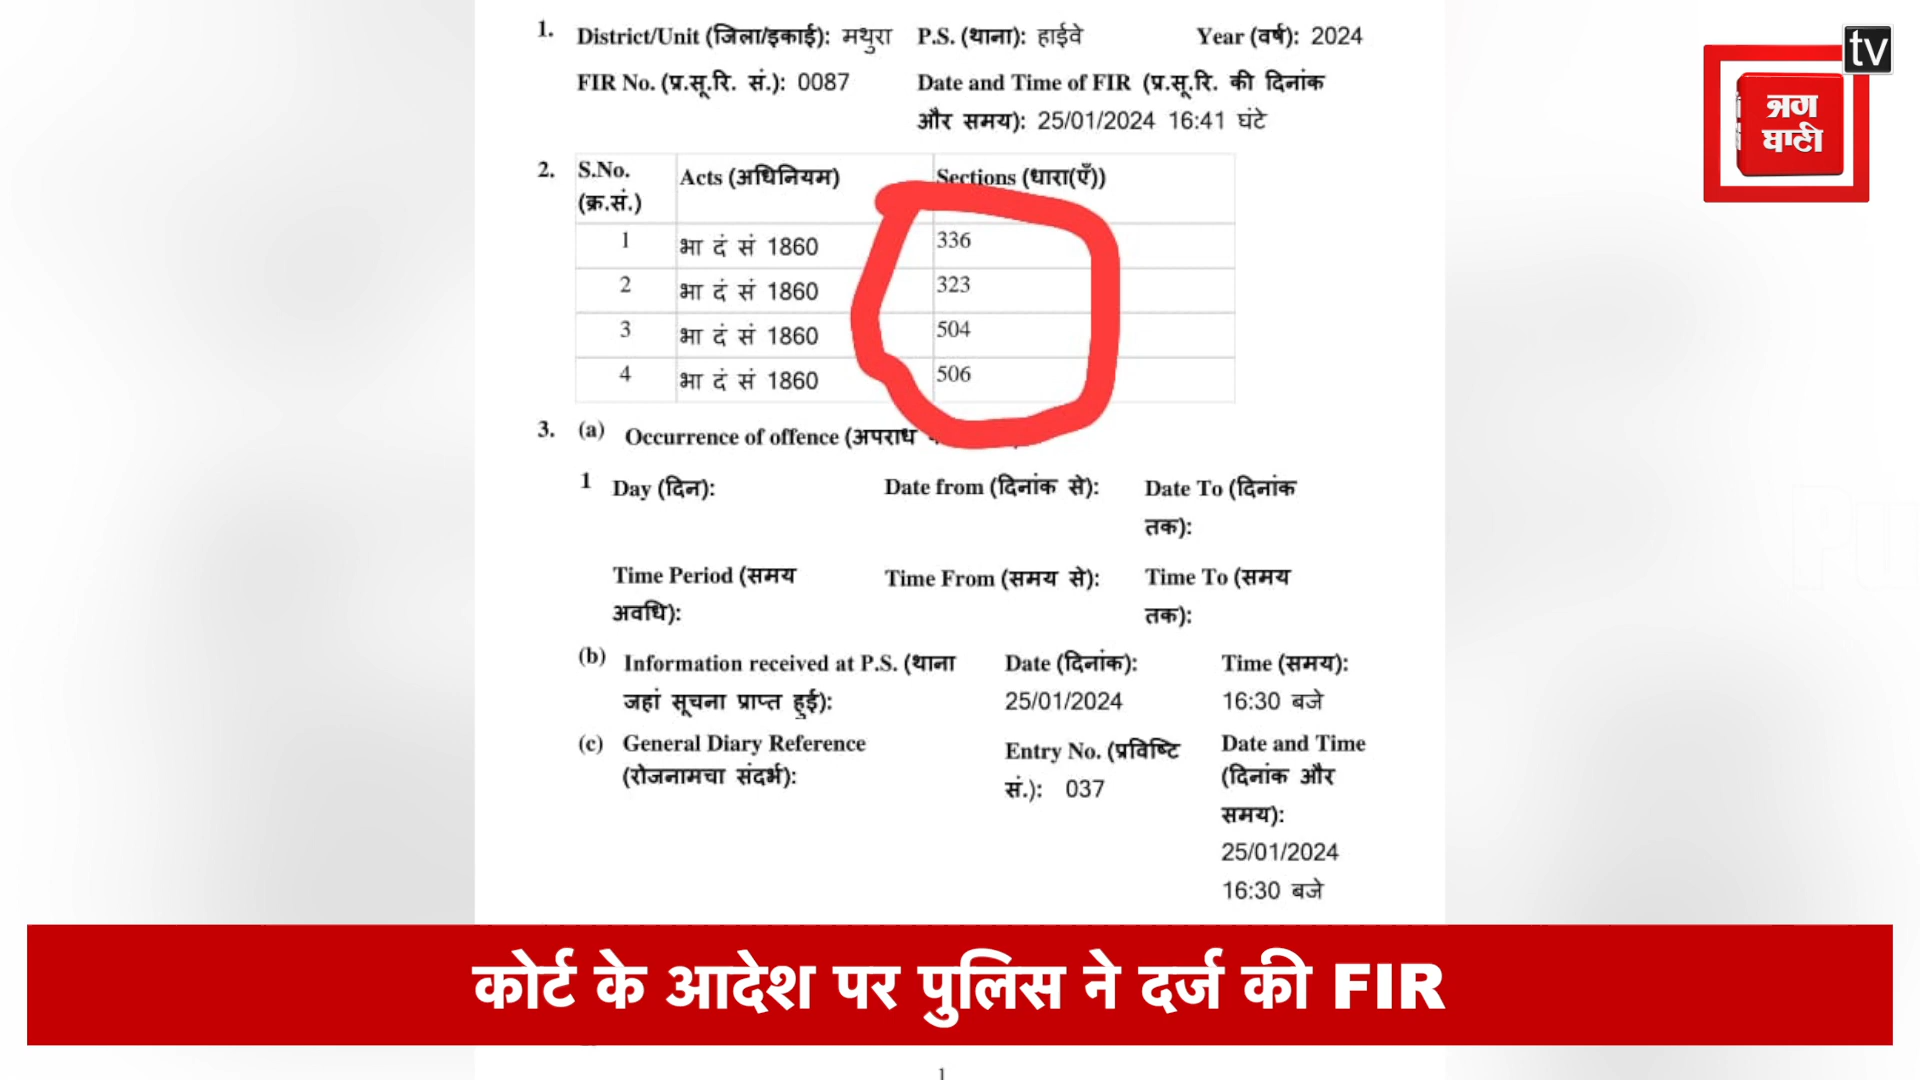 tv
जग
बाणी
1. District/Unit (जिला/इकाई): मथुरा P.S. (थाना): हाईवे Year (वर्ष): 2024
FIR No. (प्र.सू.रि. सं.): 0087 Date and Time of FIR (प्र.सू.रि. की दिनांक
और समय): 25/01/2024 16:41 घंटे
2. S.No. Acts (अधिनियम) Sections (धारा(एँ))
(क्र.सं.)
1 भा दं सं 1860 336
2 भा दं सं 1860 323
3 भा दं सं 1860 504
4 भा दं सं 1860 506
3. (a) Occurrence of offence (अपराध
1 Day (दिन): Date from (दिनांक से): Date To (दिनांक
तक):
Time Period (समय Time From (समय से): Time To (समय
अवधि): तक):
(b) Information received at P.S. (थाना Date (दिनांक): Time (समय):
जहां सूचना प्राप्त हुई): 25/01/2024 16:30 बजे
(c) General Diary Reference Entry No. (प्रविष्टि Date and Time
(रोजनामचा संदर्भ): सं.): 037 (दिनांक और
समय):
25/01/2024
16:30 बजे
कोर्ट के आदेश पर पुलिस ने दर्ज की FIR
1